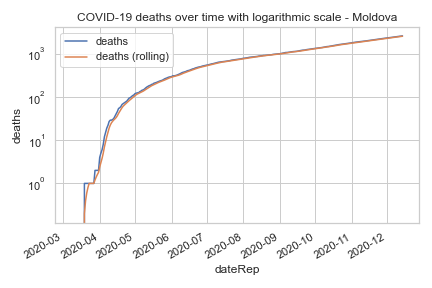 COVID-19 deaths over time with logarithmic scale - Moldova
deaths
deaths (rolling)
10³
10²
10¹
10⁰
deaths
2020-03
2020-04
2020-05
2020-06
2020-07
2020-08
2020-09
2020-10
2020-11
2020-12
dateRep